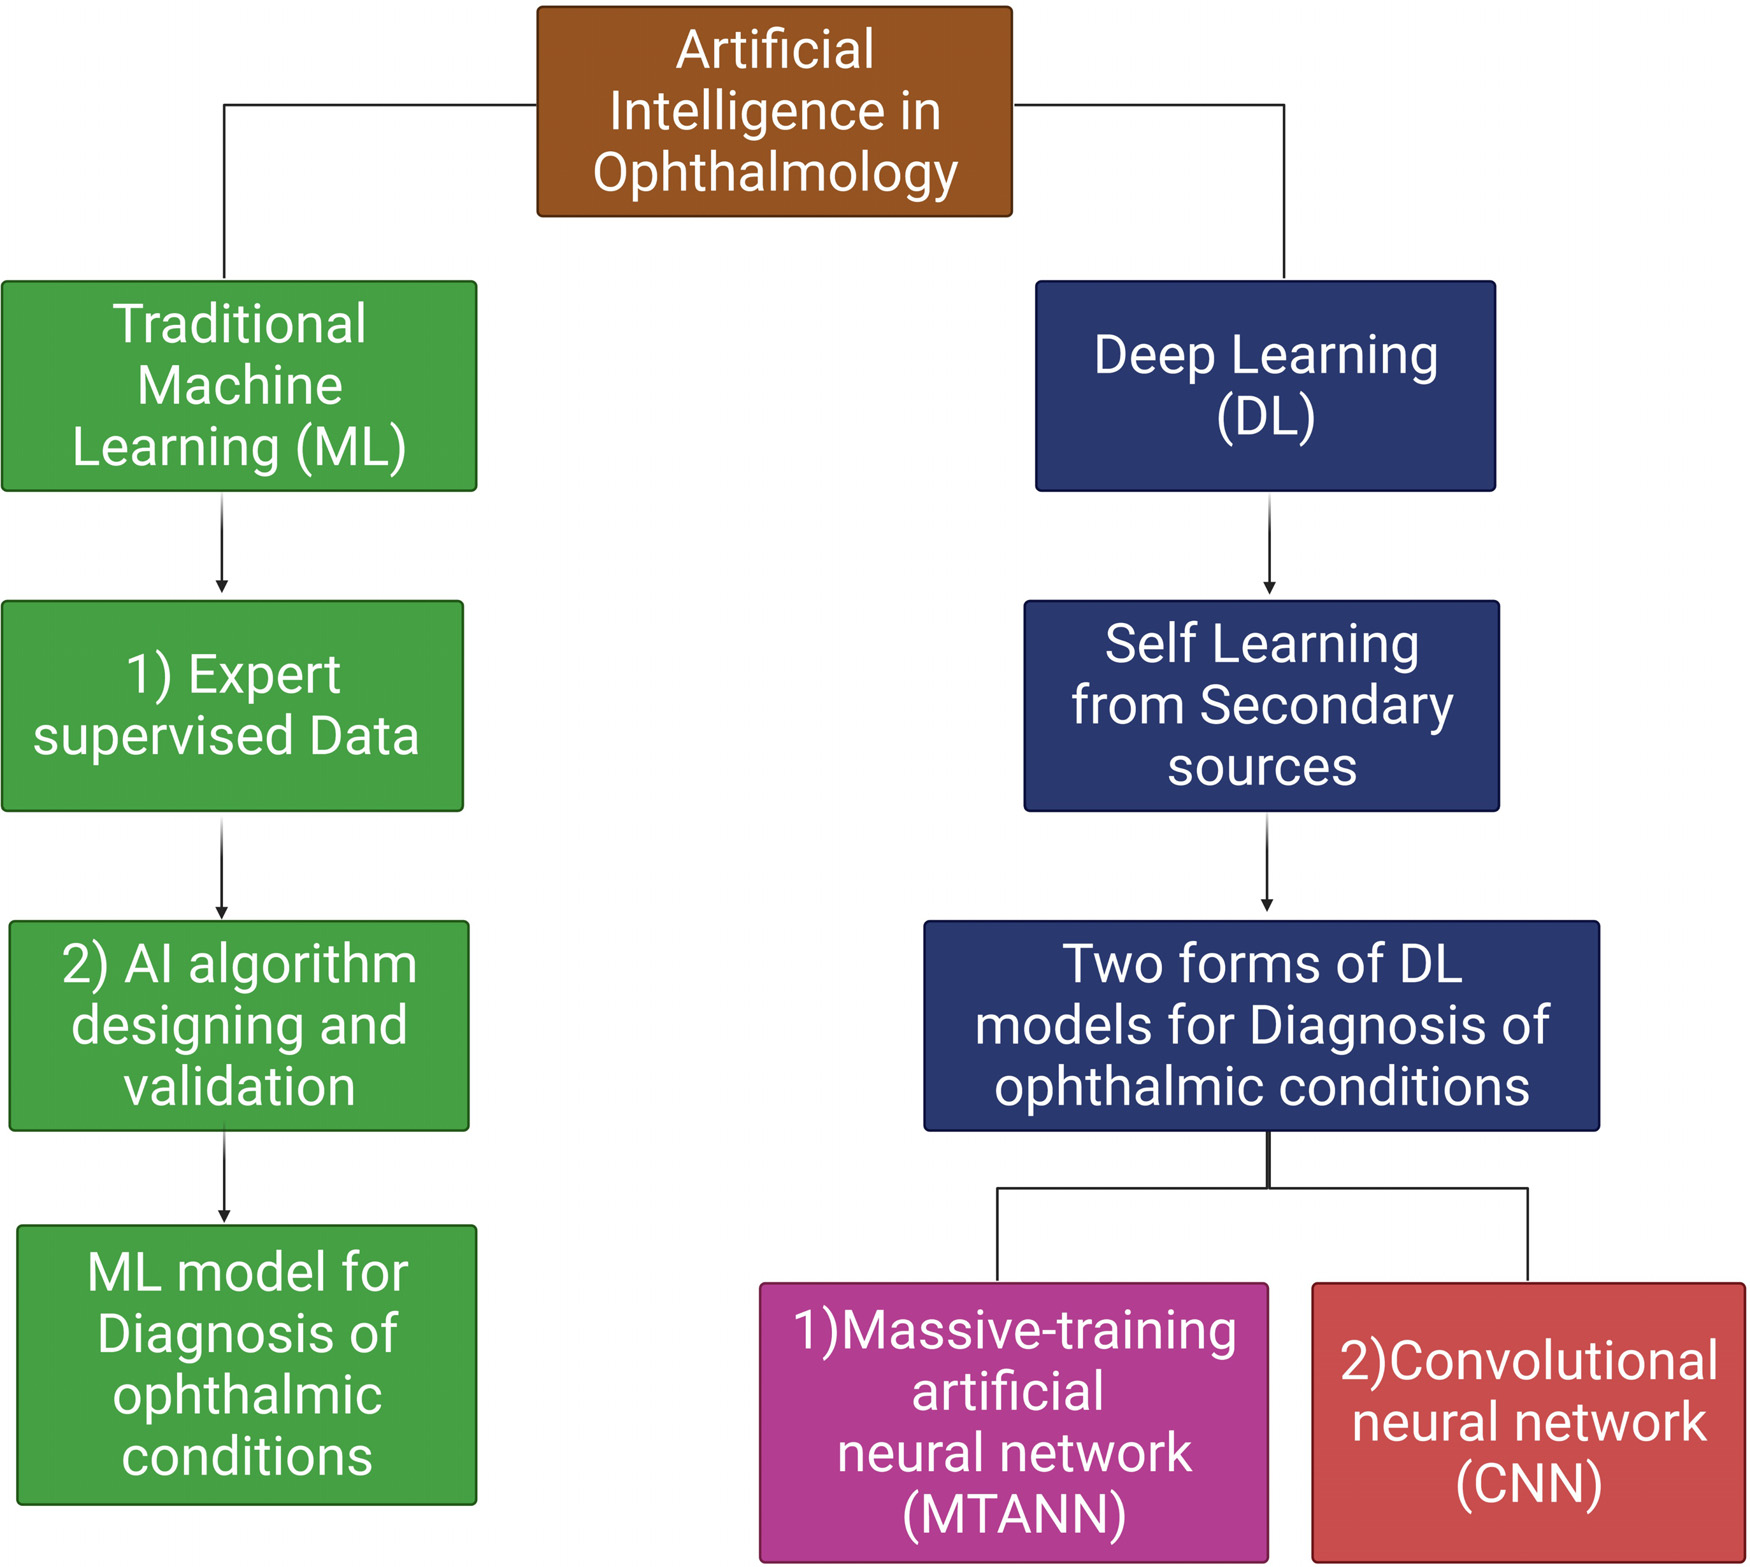 Artificial
Intelligence in
Ophthalmology
Traditional
Machine
Learning (ML)
1) Expert
supervised Data
2) AI algorithm
designing and
validation
ML model for
Diagnosis of
ophthalmic
conditions
Deep Learning
(DL)
Self Learning
from Secondary
sources
Two forms of DL
models for Diagnosis of
ophthalmic conditions
1)Massive-training
artificial
neural network
(MTANN)
2)Convolutional
neural network
(CNN)